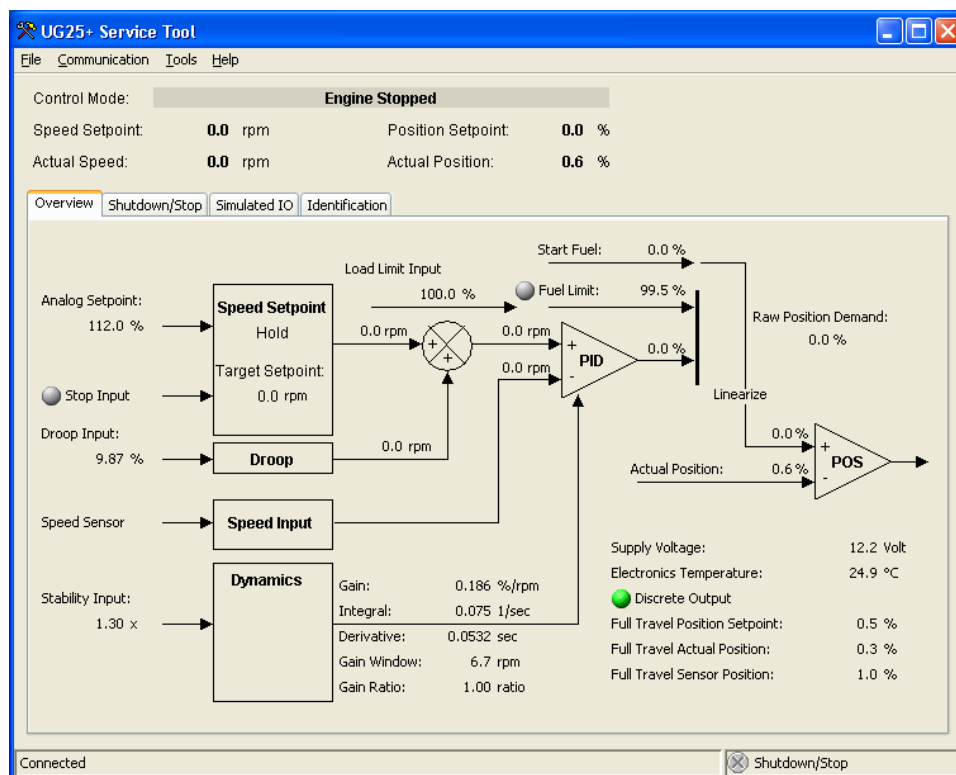 UG25+ Service Tool
File Communication Tools Help
Control Mode: Engine Stopped
Speed Setpoint: 0.0 rpm Position Setpoint: 0.0 %
Actual Speed: 0.0 rpm Actual Position: 0.6 %
Overview Shutdown/Stop Simulated IO Identification
Start Fuel: 0.0 %
Load Limit Input
100.0 % Fuel Limit: 99.5 %
Analog Setpoint:
112.0 %
Speed Setpoint
Hold
Target Setpoint:
0.0 rpm
0.0 rpm
+
+
0.0 rpm
0.0 rpm
+
-
PID
0.0 %
Raw Position Demand:
0.0 %
Linearize
Stop Input
Droop Input:
9.87 %
Droop
0.0 rpm
0.0 %
Actual Position: 0.6 %
+
-
POS
Speed Sensor
Speed Input
Stability Input:
1.30 x
Dynamics
Gain: 0.186 %/rpm
Integral: 0.075 1/sec
Derivative: 0.0532 sec
Gain Window: 6.7 rpm
Gain Ratio: 1.00 ratio
Supply Voltage: 12.2 Volt
Electronics Temperature: 24.9 °C
Discrete Output
Full Travel Position Setpoint: 0.5 %
Full Travel Actual Position: 0.3 %
Full Travel Sensor Position: 1.0 %
Connected Shutdown/Stop